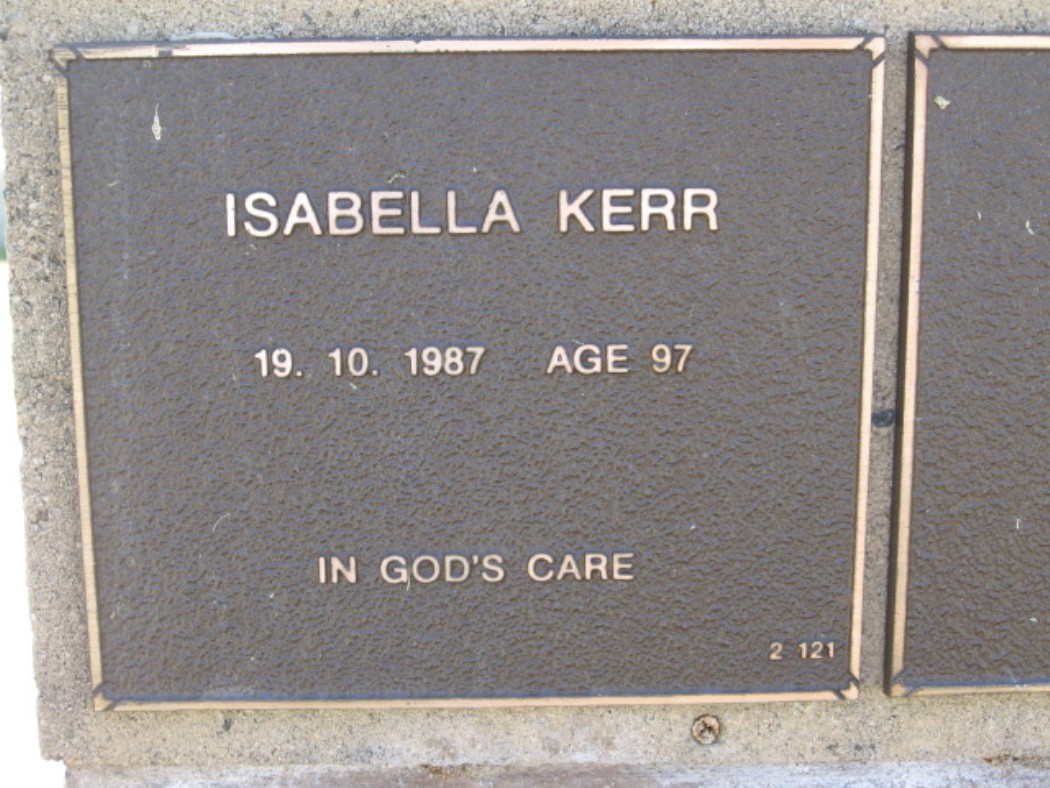 ISABELLA KERR
19. 10. 1987 AGE 97
IN GOD'S CARE
2 121